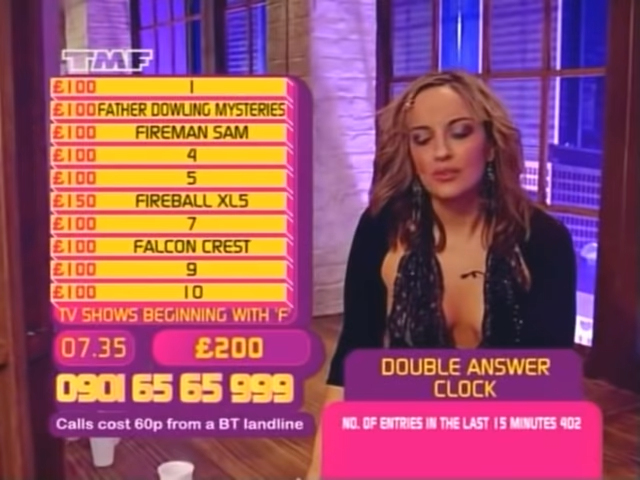 TMF
£100 1
£100 FATHER DOWLING MYSTERIES
£100 FIREMAN SAM
£100 4
£100 5
£150 FIREBALL XL5
£100 7
£100 FALCON CREST
£100 9
£100 10
TV SHOWS BEGINNING WITH 'F'
07.35 £200
0901 65 65 999
Calls cost 60p from a BT landline
DOUBLE ANSWER
CLOCK
NO. OF ENTRIES IN THE LAST 15 MINUTES 402